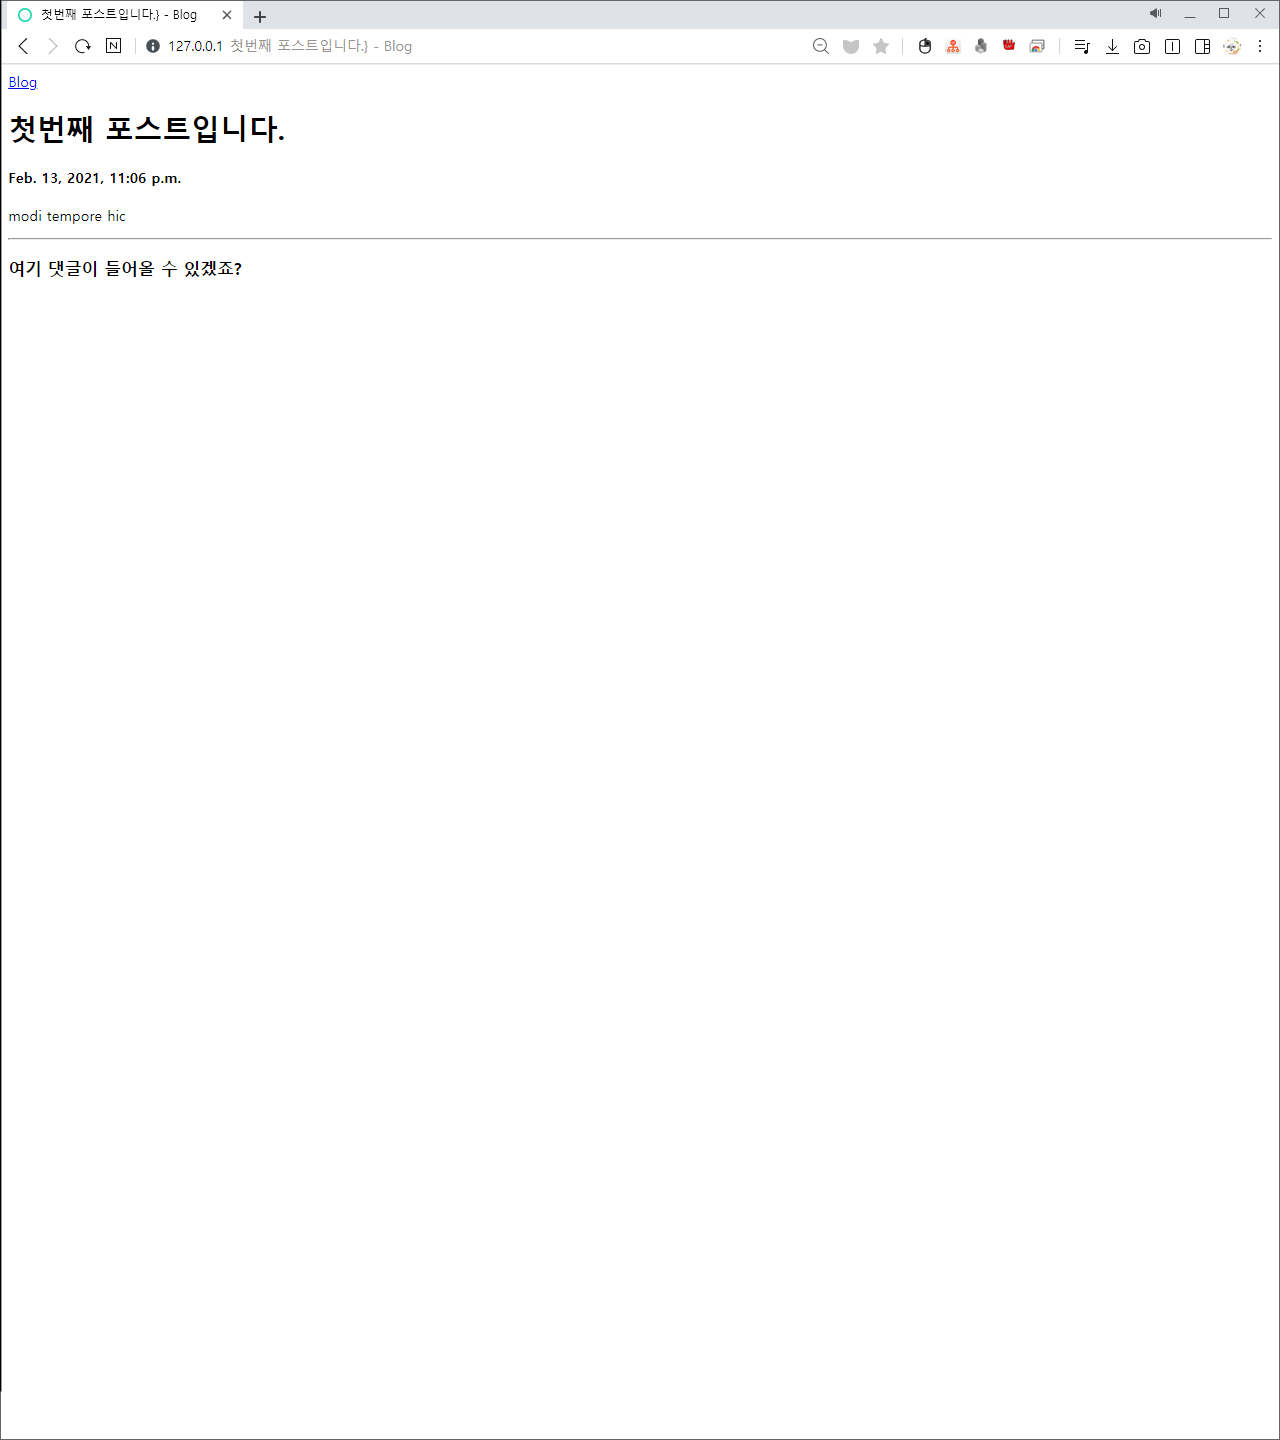 첫번째 포스트입니다.} - Blog
127.0.0.1 첫번째 포스트입니다.} - Blog
Blog
첫번째 포스트입니다.
Feb. 13, 2021, 11:06 p.m.
modi tempore hic
여기 댓글이 들어올 수 있겠죠?